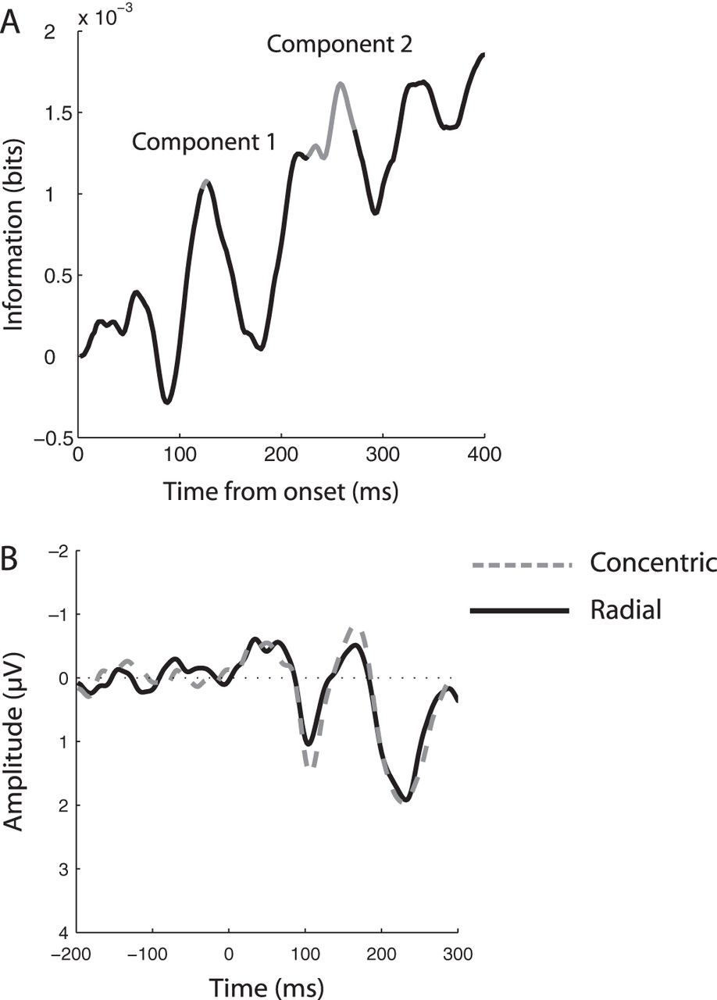 A
x 10⁻³
2
Component 2
1.5
Component 1
1
0.5
0
−0.5
Information (bits)
0 100 200 300 400
Time from onset (ms)
B
−2
Concentric
−1
Radial
0
1
2
3
4
Amplitude (μV)
−200 −100 0 100 200 300
Time (ms)